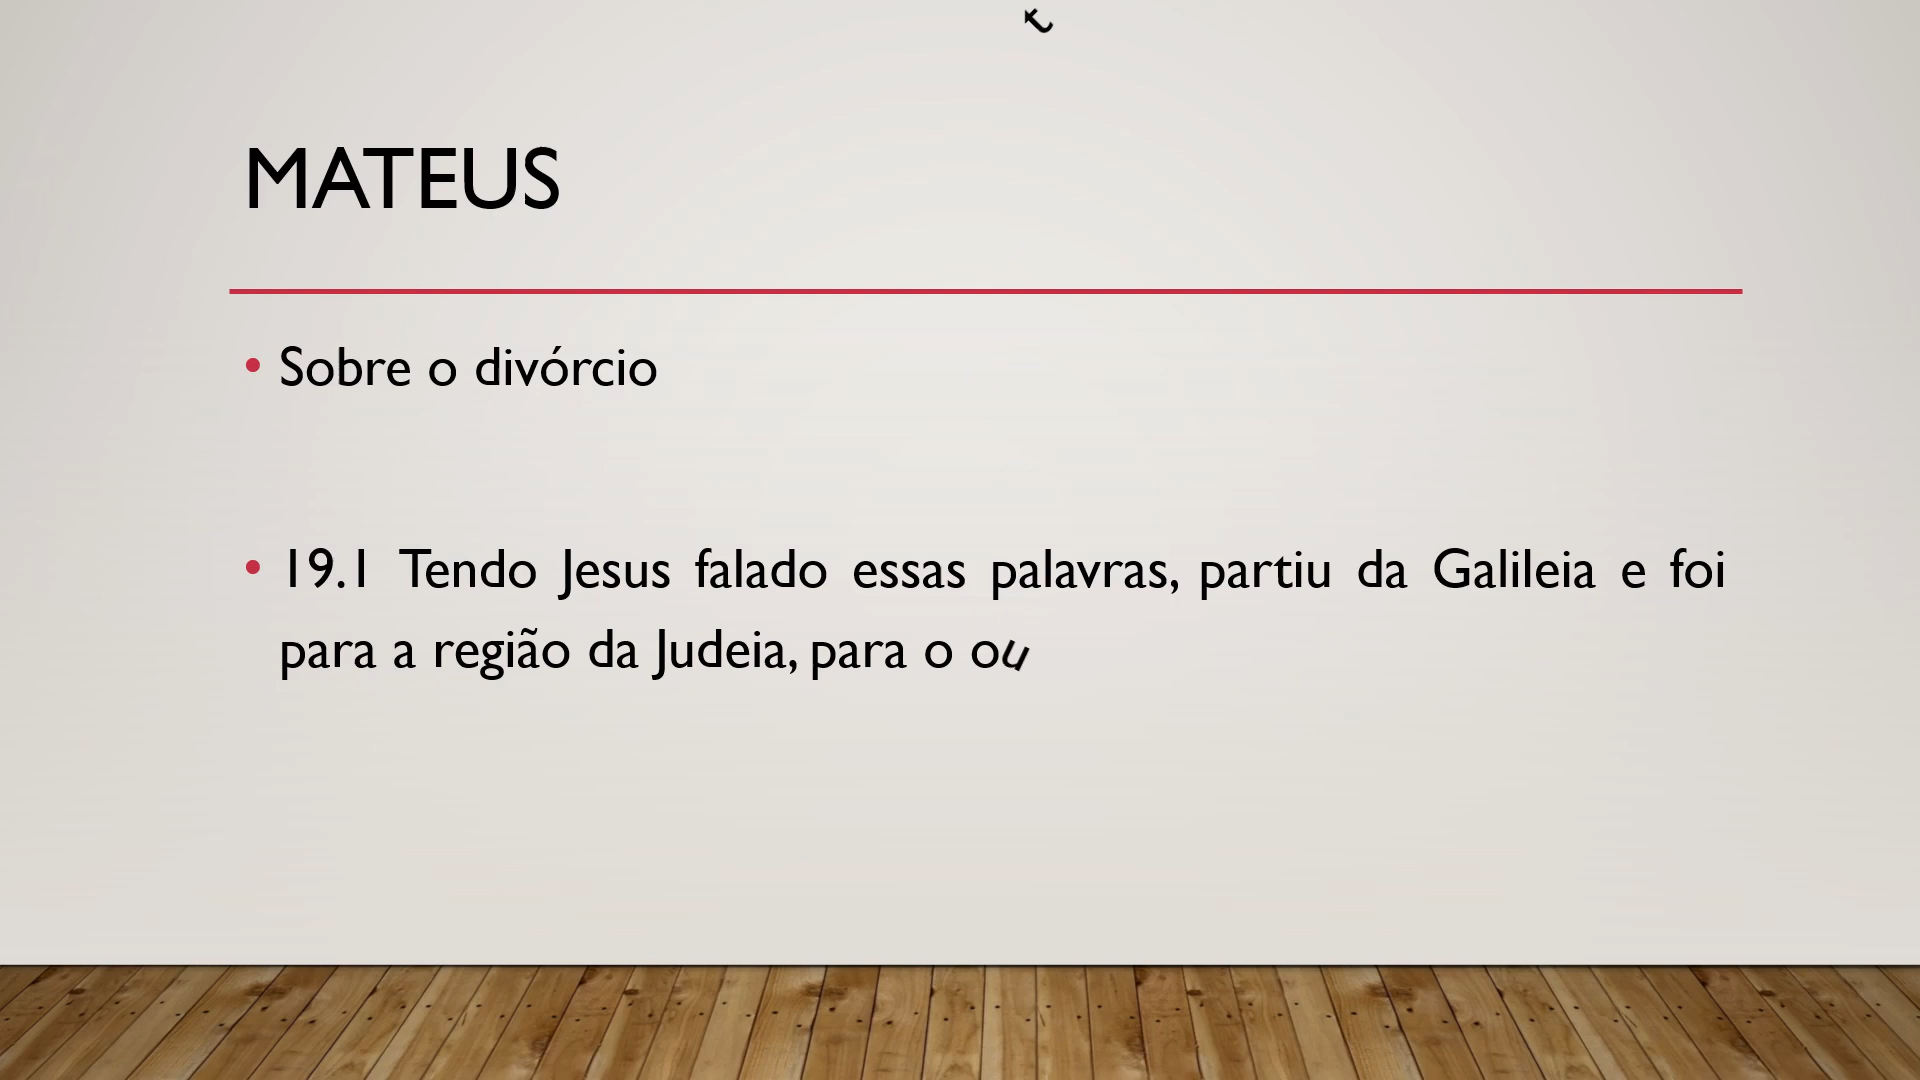 t
MATEUS
• Sobre o divórcio
• 19.1 Tendo Jesus falado essas palavras, partiu da Galileia e foi
para a região da Judeia, para o ou